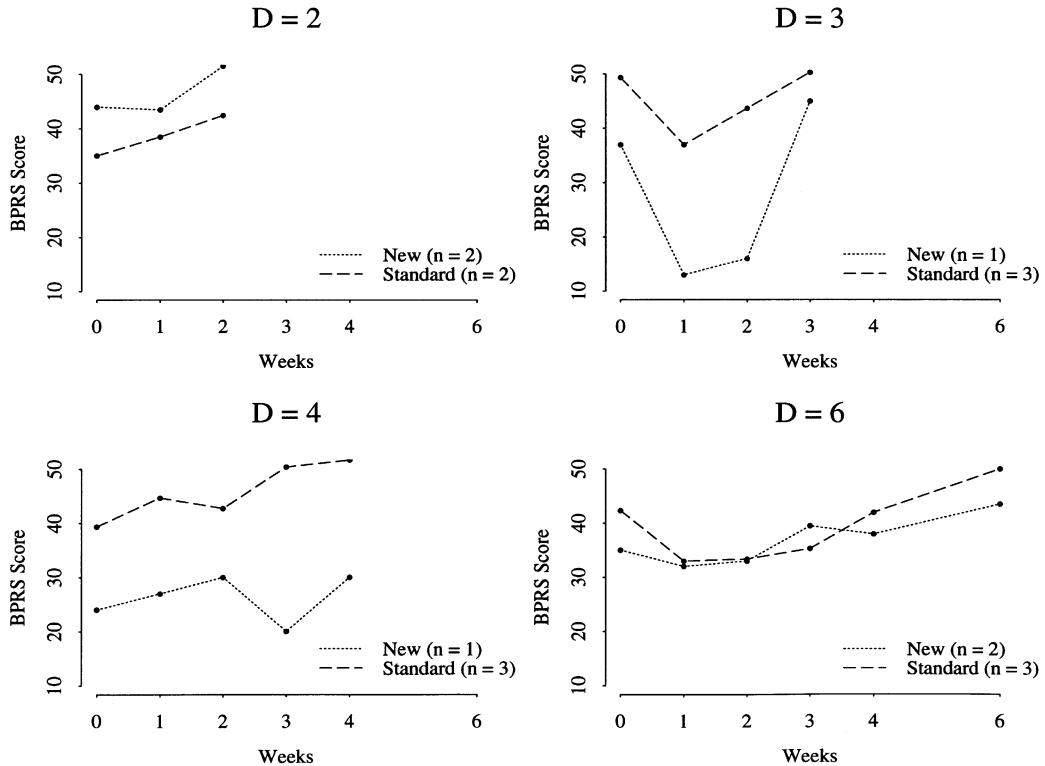 D = 2
50
40
30
20
10
BPRS Score
New (n = 2)
Standard (n = 2)
0 1 2 3 4 6
Weeks
D = 3
50
40
30
20
10
BPRS Score
New (n = 1)
Standard (n = 3)
0 1 2 3 4 6
Weeks
D = 4
50
40
30
20
10
BPRS Score
New (n = 1)
Standard (n = 3)
0 1 2 3 4 6
Weeks
D = 6
50
40
30
20
10
BPRS Score
New (n = 2)
Standard (n = 3)
0 1 2 3 4 6
Weeks